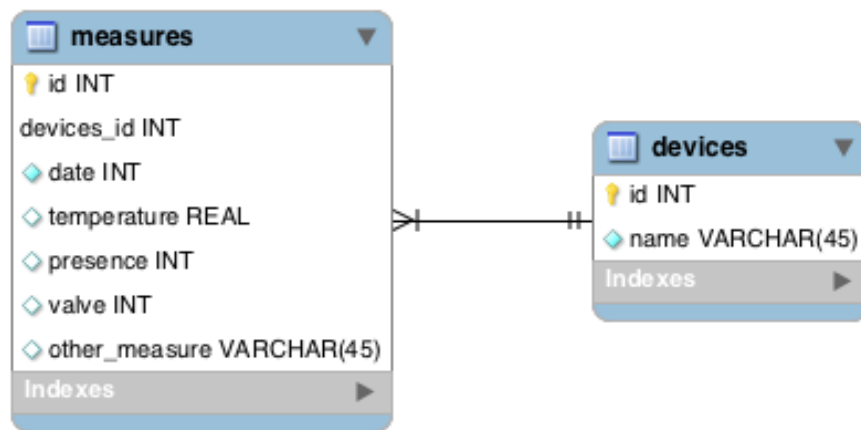 measures
id INT
devices_id INT
date INT
temperature REAL
presence INT
valve INT
other_measure VARCHAR(45)
Indexes
devices
id INT
name VARCHAR(45)
Indexes